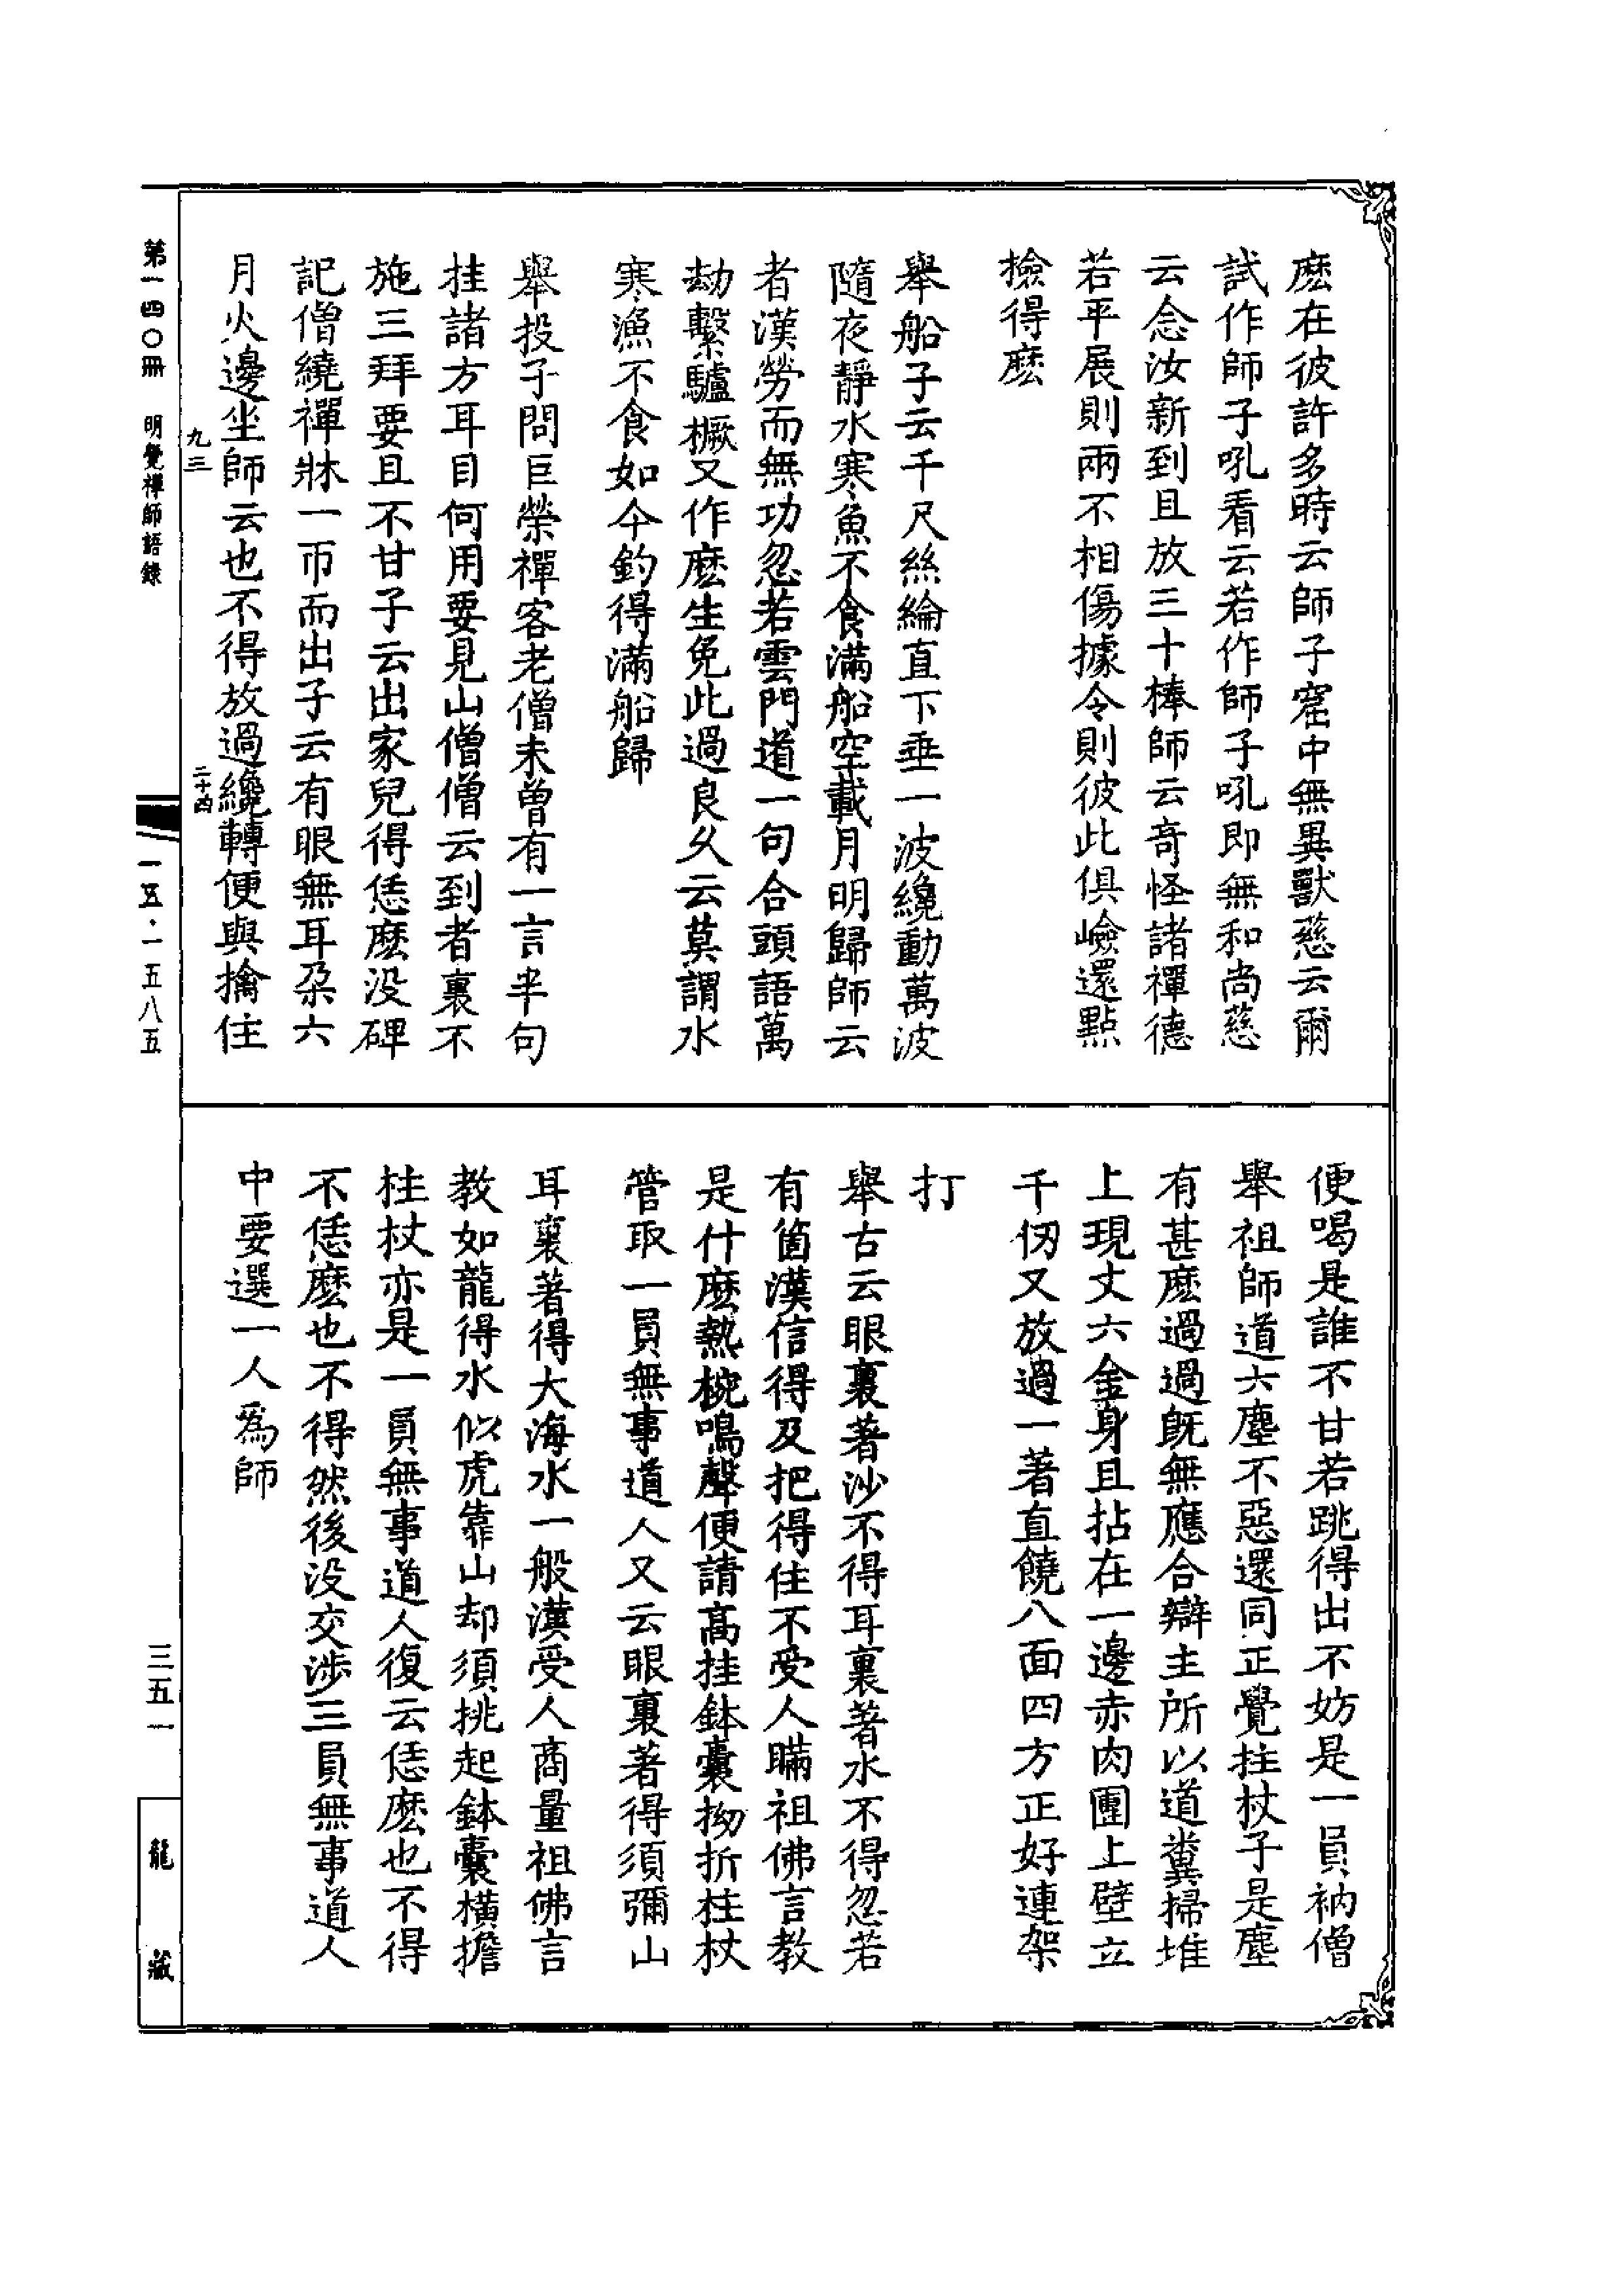 麽在彼許多時云師子窟中無異獸慈云爾
試作師子吼看云若作師子吼即無和尚慈
云念汝新到且放三十棒師云奇怪諸禪德
若平展則兩不相傷據令則彼此俱嶮還點
撿得麽
舉船子云千尺絲綸直下垂一波纔動萬波
隨夜靜水寒魚不食滿船空載月明歸師云
者漢勞而無功忽若雲門道一句合頭語萬
劫繫驢橛又作麽生免此過良久云莫謂水
寒漁不食如今釣得滿船歸
舉投子問巨榮禪客老僧未曾有一言半句
挂諸方耳目何用要見山僧僧云到者裏不
施三拜要且不甘子云出家兒得恁麽没碑
記僧繞禪牀一帀而出子云有眼無耳朶六
月火邊坐師云也不得放過纔轉便與擒住
便喝是誰不甘若跳得出不妨是一員衲僧
舉祖師道六塵不惡還同正覺拄杖子是塵
有甚麽過過既無應合辯主所以道糞掃堆
上現丈六金身且拈在一邊赤肉團上壁立
千仞又放過一著直饒八面四方正好連架
打
舉古云眼裏著沙不得耳裏著水不得忽若
有箇漢信得及把得住不受人瞞祖佛言教
是什麽熱椀鳴聲便請高挂鉢囊拗折柱杖
管取一員無事道人又云眼裏著得須彌山
耳裏著得大海水一般漢受人商量祖佛言
教如龍得水似虎靠山却須挑起鉢囊橫擔
柱杖亦是一員無事道人復云恁麽也不得
不恁麽也不得然後没交涉三員無事道人
中要選一人爲師
九三
二十四
第一四〇冊 明覺禪師語錄
一五·一五八五
三五一
龍藏